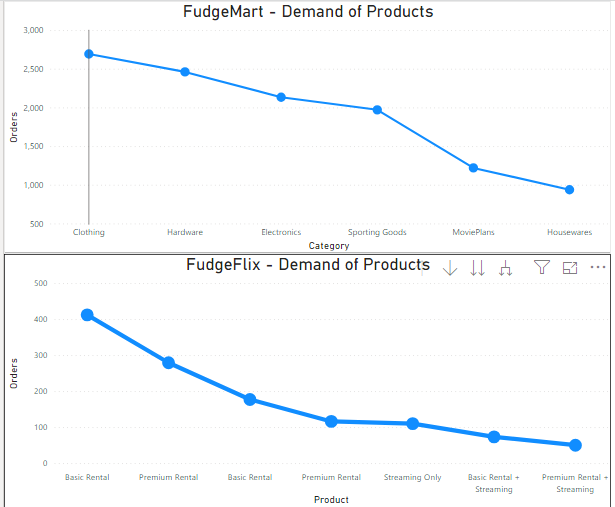 FudgeMart - Demand of Products
3,000
2,500
2,000
1,500
1,000
500
Orders
Clothing Hardware Electronics Sporting Goods MoviePlans Housewares
Category
FudgeFlix - Demand of Products
500
400
300
200
100
0
Orders
Basic Rental Premium Rental Basic Rental Premium Rental Streaming Only Basic Rental + Premium Rental +
Streaming Streaming
Product